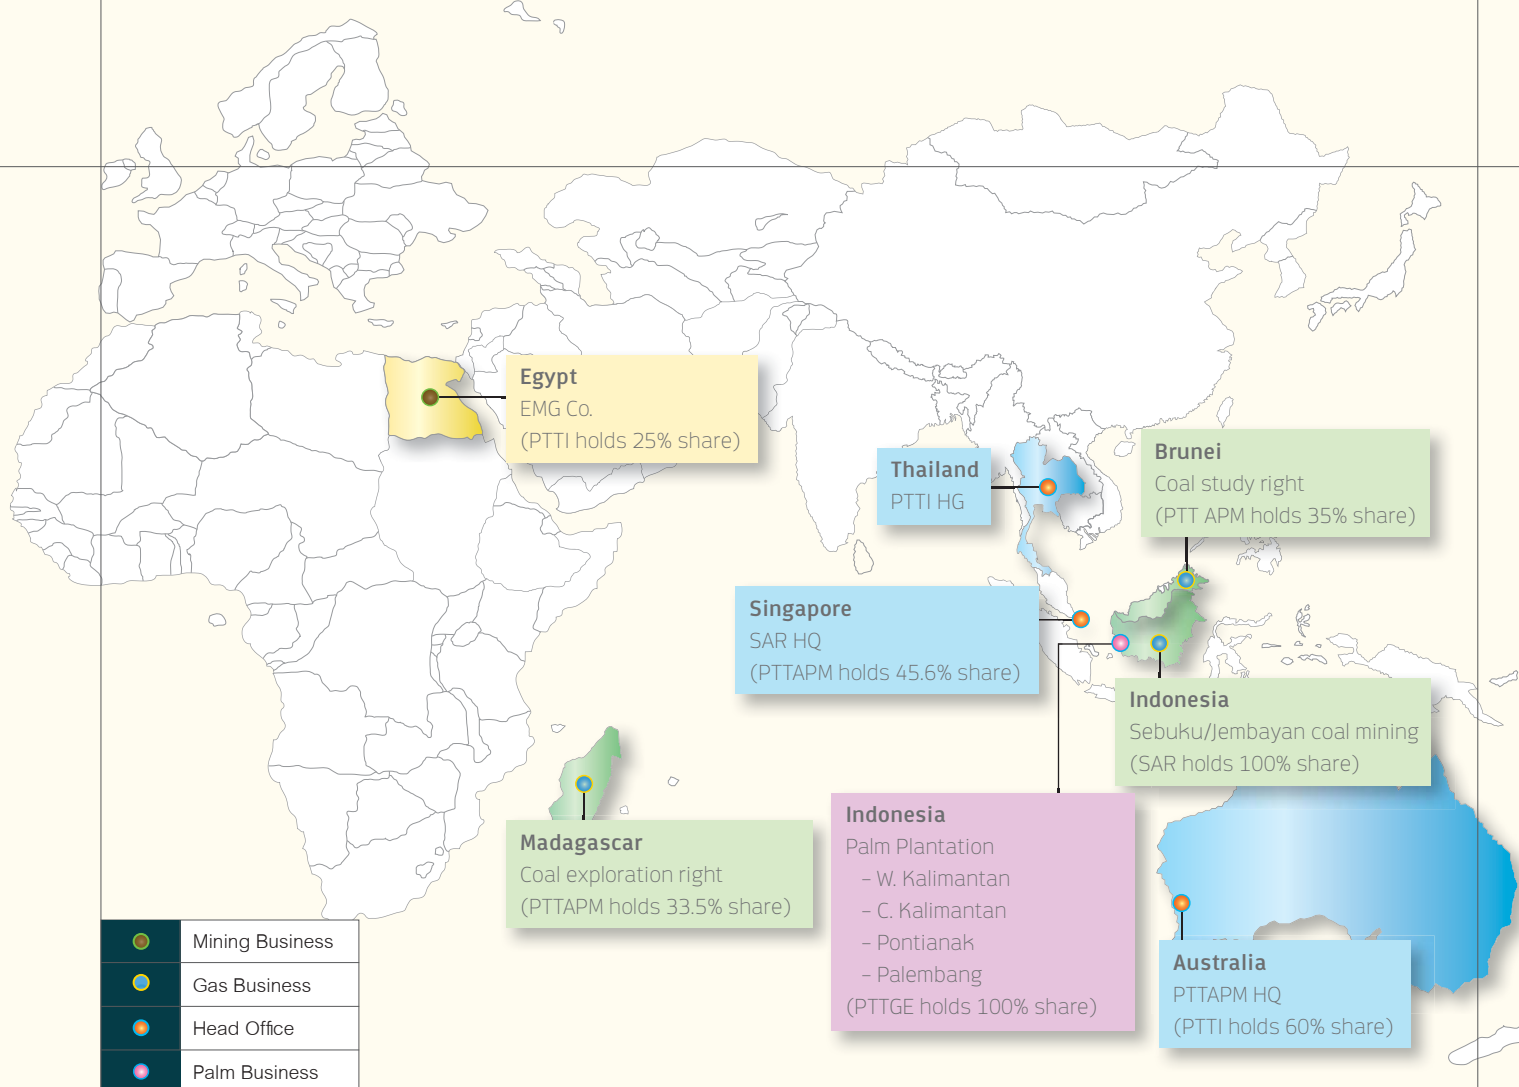 Egypt
EMG Co.
(PTTI holds 25% share)
Thailand
PTTI HG
Brunei
Coal study right
(PTT APM holds 35% share)
Singapore
SAR HQ
(PTTAPM holds 45.6% share)
Indonesia
Sebuku/Jembayan coal mining
(SAR holds 100% share)
Madagascar
Coal exploration right
(PTTAPM holds 33.5% share)
Indonesia
Palm Plantation
– W. Kalimantan
– C. Kalimantan
– Pontianak
– Palembang
(PTTGE holds 100% share)
Australia
PTTAPM HQ
(PTTI holds 60% share)
Mining Business
Gas Business
Head Office
Palm Business